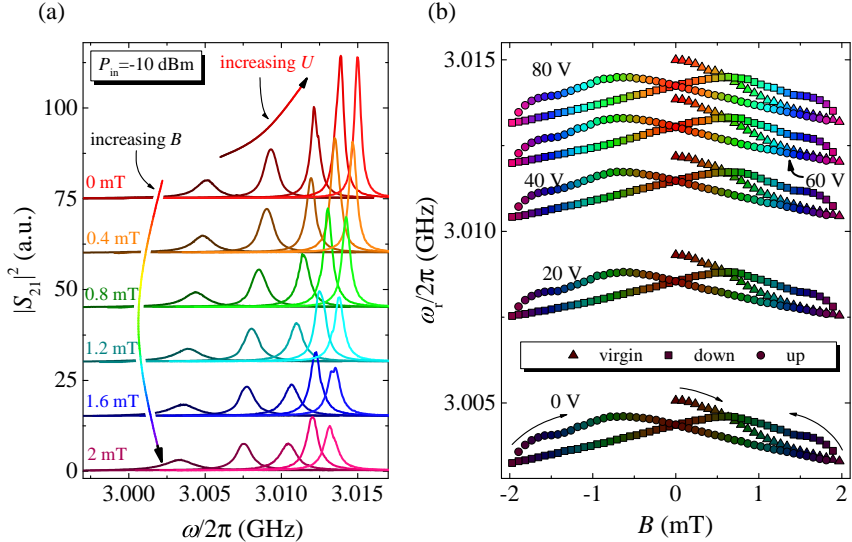 (a)
P_in=-10 dBm
increasing U
increasing B
0 mT
0.4 mT
0.8 mT
1.2 mT
1.6 mT
2 mT
100
75
50
25
0
|S_21|^2 (a.u.)
3.000 3.005 3.010 3.015
ω/2π (GHz)
(b)
80 V
60 V
40 V
20 V
0 V
virgin down up
3.015
3.010
3.005
ω_r/2π (GHz)
-2 -1 0 1 2
B (mT)